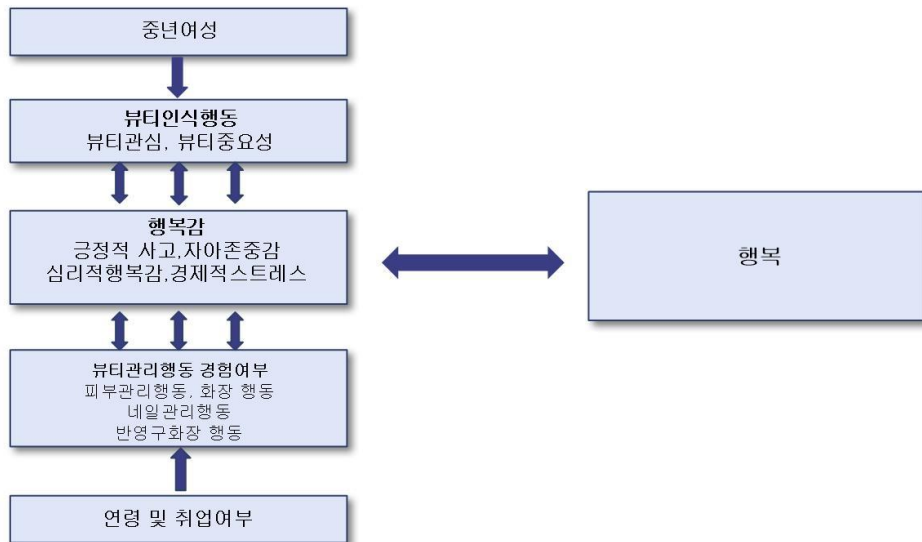 중년여성
뷰티인식행동
뷰티관심, 뷰티중요성
행복감
긍정적 사고,자아존중감
심리적행복감,경제적스트레스
행복
뷰티관리행동 경험여부
피부관리행동, 화장 행동
네일관리행동
반영구화장 행동
연령 및 취업여부